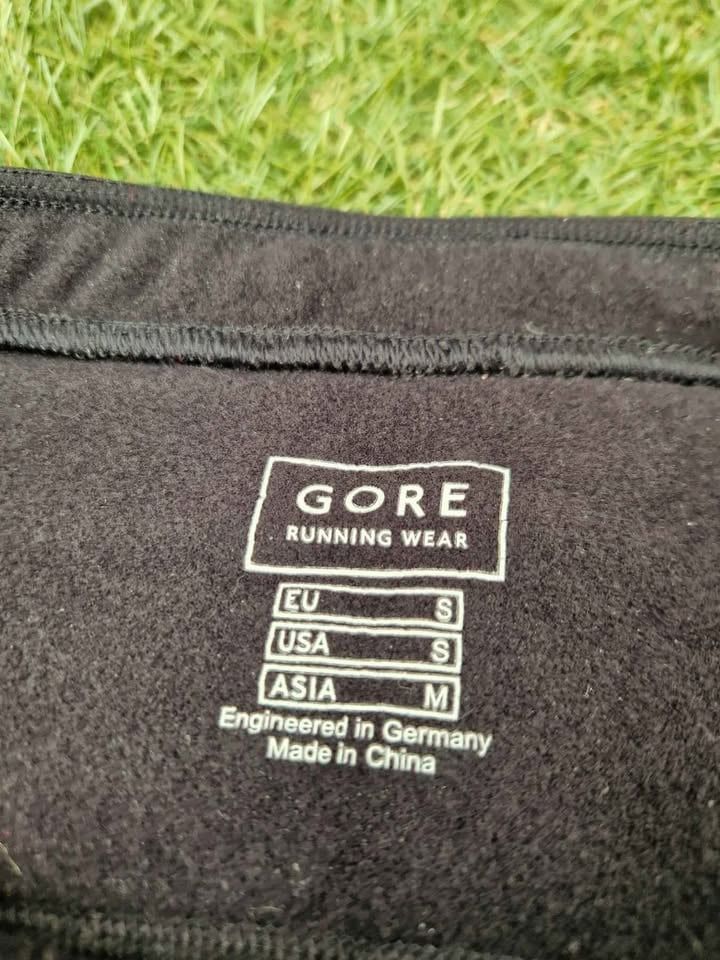 GORE
RUNNING WEAR
EU S
USA S
ASIA M
Engineered in Germany
Made in China